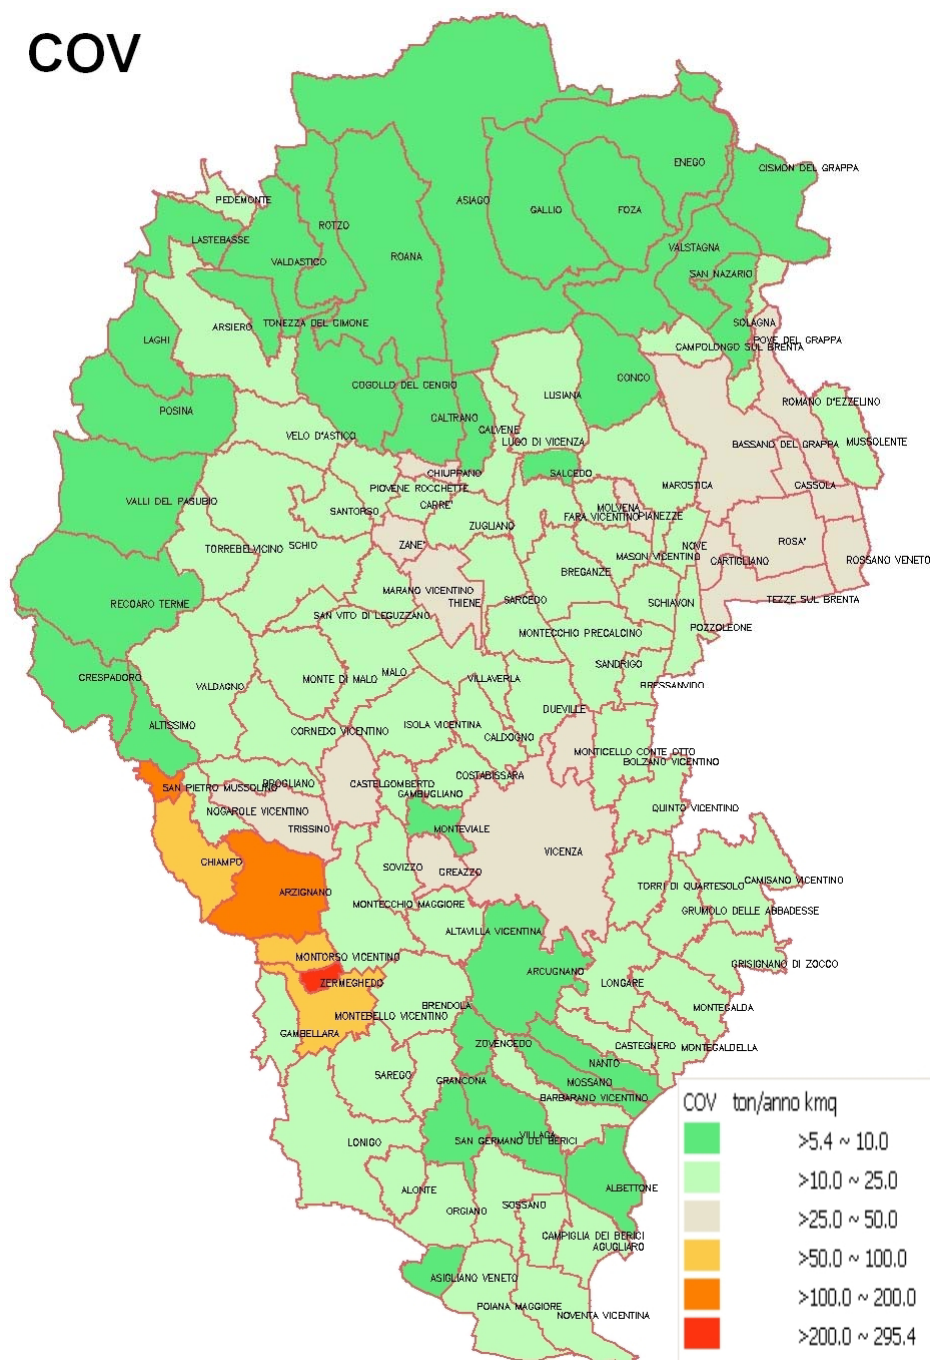 COV
ENEGO
CISMON DEL GRAPPA
PEDEMONTE
ASIAGO
GALLIO
FOZA
ROTZO
LASTEBASSE
VALSTAGNA
ROANA
VALDASTICO
SAN NAZARIO
TONEZZA DEL CIMONE
SOLAGNA
ARSIERO
LAGHI
POVE DEL GRAPPA
CAMPOLONGO SUL BRENTA
COGOLLO DEL CENGIO
CONCO
LUSIANA
ROMANO D'EZZELINO
POSINA
CALTRANO
CALVENE
VELO D'ASTICO
LUGO DI VICENZA
BASSANO DEL GRAPPA
MUSSOLENTE
CHIUPPANO
SALCEDO
PIOVENE ROCCHETTE
MAROSTICA
CASSOLA
VALLI DEL PASUBIO
CARRE'
MOLVENA
SANTORSO
FARA VICENTINO
PIANEZZE
ZUGLIANO
TORREBELVICINO
SCHIO
ZANE'
ROSA'
NOVE
MASON VICENTINO
CARTIGLIANO
ROSSANO VENETO
BREGANZE
MARANO VICENTINO
RECOARO TERME
THIENE
SARCEDO
SCHIAVON
TEZZE SUL BRENTA
SAN VITO DI LEGUZZANO
MONTECCHIO PRECALCINO
POZZOLEONE
SANDRIGO
CRESPADORO
VALDAGNO
MONTE DI MALO
MALO
VILLAVERLA
BRESSANVIDO
DUEVILLE
ALTISSIMO
CORNEDO VICENTINO
ISOLA VICENTINA
CALDOGNO
MONTICELLO CONTE OTTO
BOLZANO VICENTINO
COSTABISSARA
SAN PIETRO MUSSOLINO
BROGLIANO
CASTELGOMBERTO
GAMBUGLIANO
NOGAROLE VICENTINO
QUINTO VICENTINO
TRISSINO
MONTEVIALE
VICENZA
CHIAMPO
SOVIZZO
CREAZZO
CAMISANO VICENTINO
TORRI DI QUARTESOLO
ARZIGNANO
MONTECCHIO MAGGIORE
GRUMOLO DELLE ABBADESSE
ALTAVILLA VICENTINA
MONTORSO VICENTINO
GRISIGNANO DI ZOCCO
ARCUGNANO
ZERMEGHEDO
LONGARE
BRENDOLA
MONTEGALDA
MONTEBELLO VICENTINO
GAMBELLARA
ZOVENCEDO
CASTEGNERO
MONTEGALDELLA
NANTO
SAREGO
GRANCONA
MOSSANO
BARBARANO VICENTINO
VILLAGA
LONIGO
SAN GERMANO DEI BERICI
ALONTE
ALBETTONE
SOSSANO
ORGIANO
CAMPIGLIA DEI BERICI
AGUGLIARO
ASIGLIANO VENETO
POIANA MAGGIORE
NOVENTA VICENTINA
COV ton/anno kmq
>5.4 ~ 10.0
>10.0 ~ 25.0
>25.0 ~ 50.0
>50.0 ~ 100.0
>100.0 ~ 200.0
>200.0 ~ 295.4